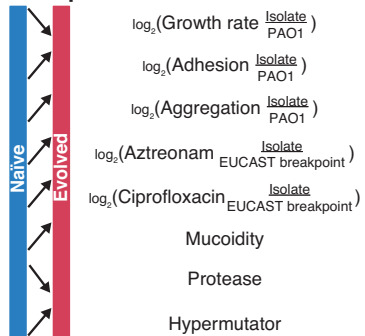 Naïve
Evolved
log₂(Growth rate Isolate/PAO1)
log₂(Adhesion Isolate/PAO1)
log₂(Aggregation Isolate/PAO1)
log₂(Aztreonam Isolate/EUCAST breakpoint)
log₂(Ciprofloxacin Isolate/EUCAST breakpoint)
Mucoidity
Protease
Hypermutator